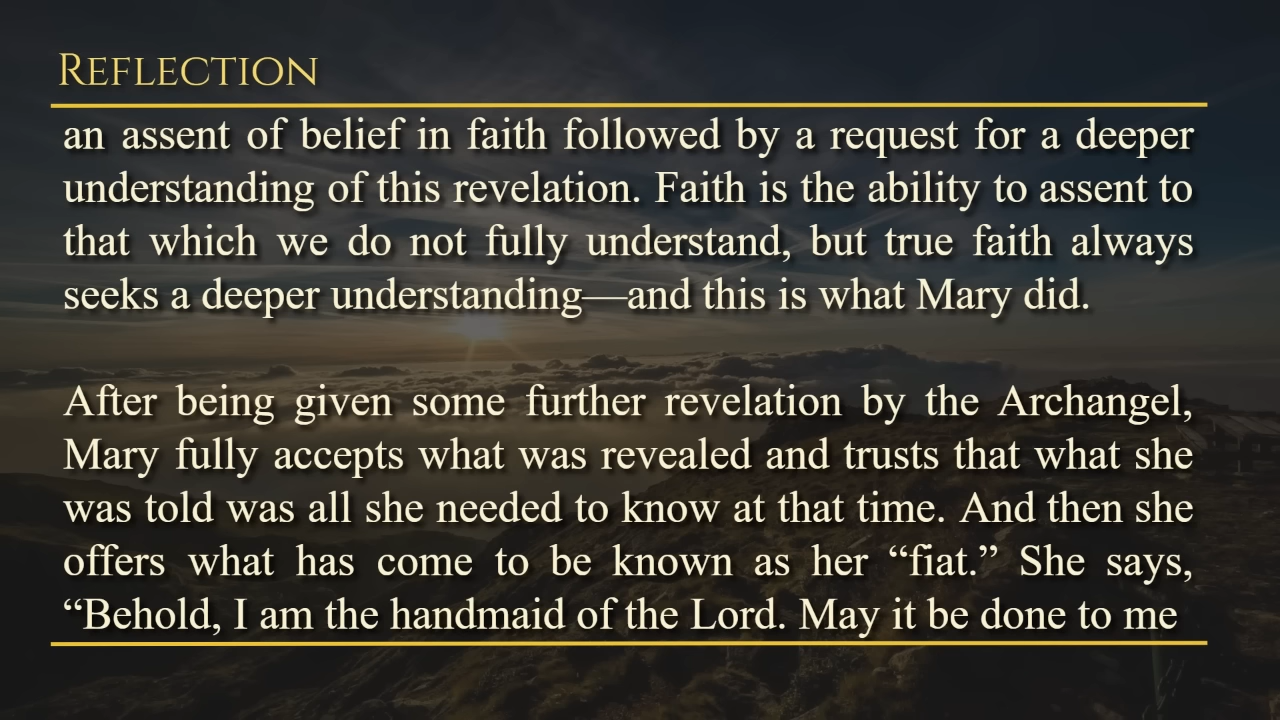 Reflection
an assent of belief in faith followed by a request for a deeper
understanding of this revelation. Faith is the ability to assent to
that which we do not fully understand, but true faith always
seeks a deeper understanding—and this is what Mary did.
After being given some further revelation by the Archangel,
Mary fully accepts what was revealed and trusts that what she
was told was all she needed to know at that time. And then she
offers what has come to be known as her “fiat.” She says,
“Behold, I am the handmaid of the Lord. May it be done to me